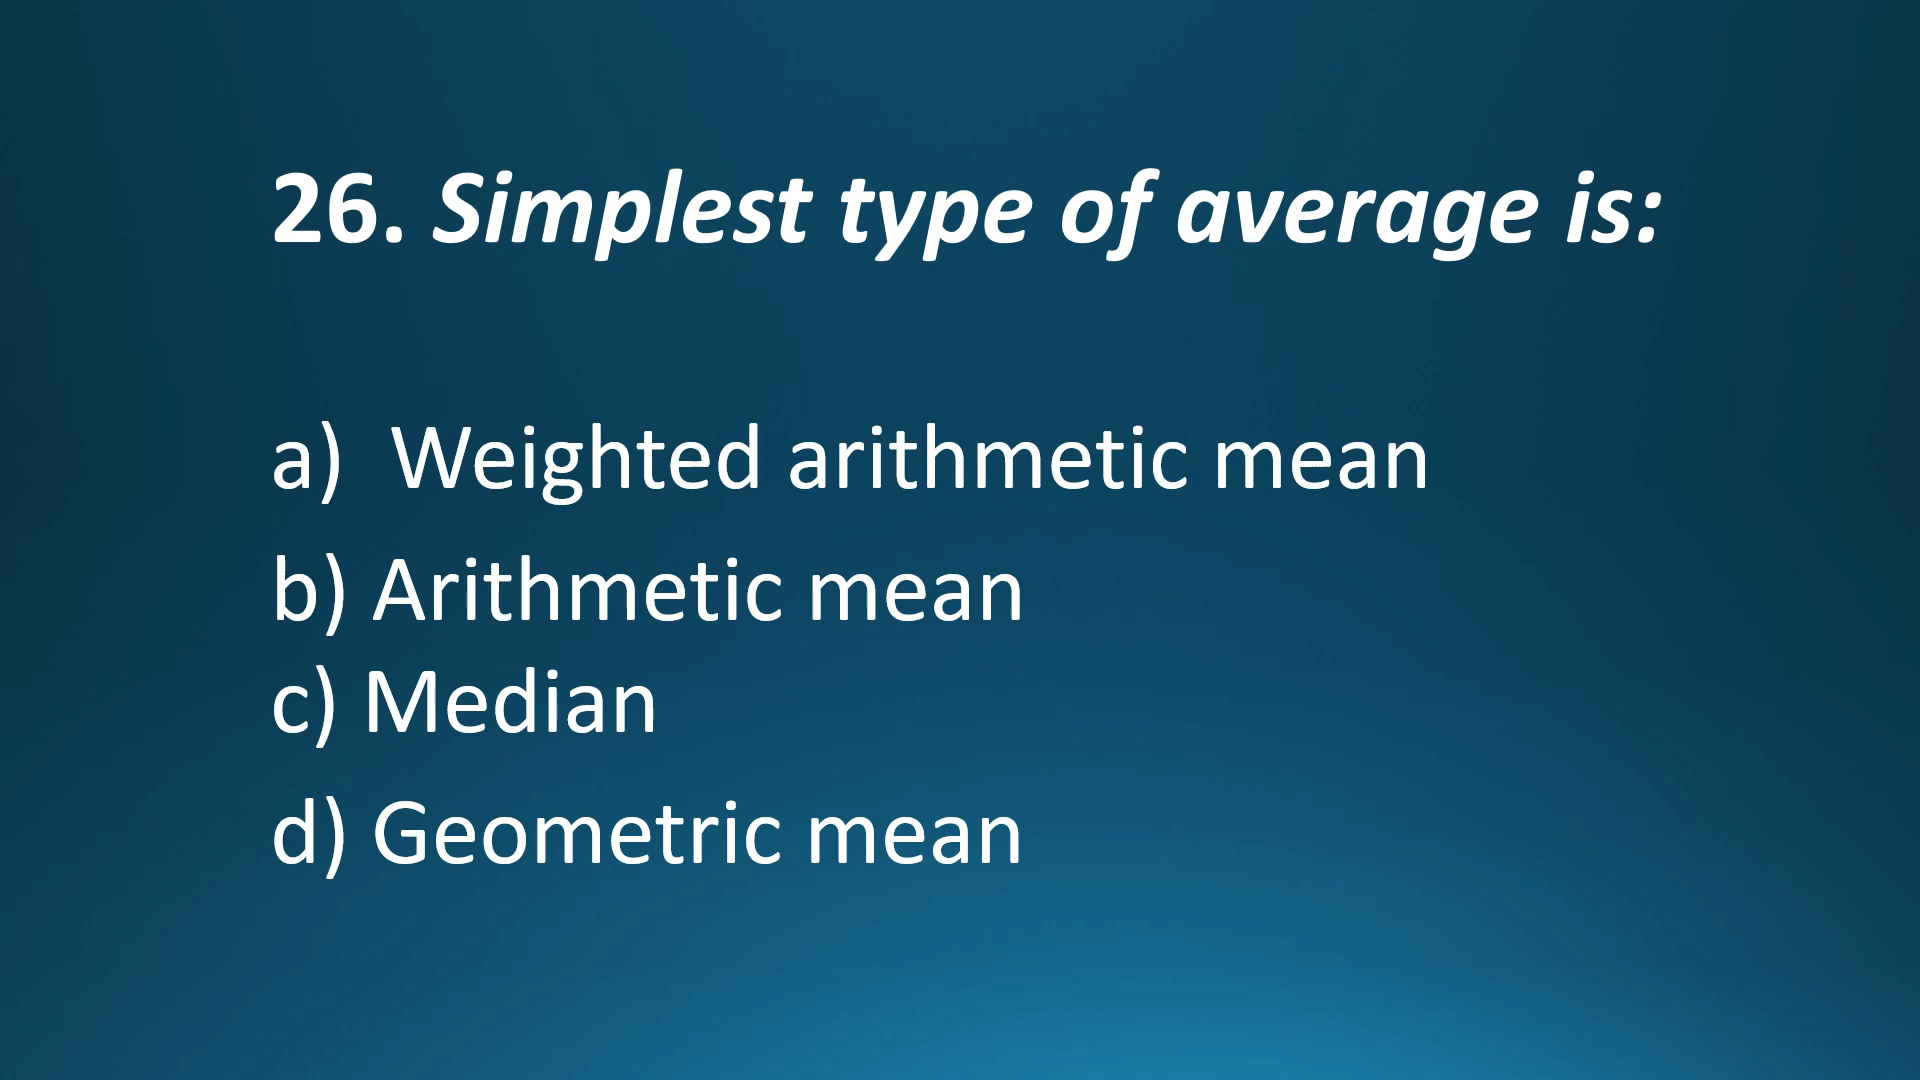 26. Simplest type of average is:
a) Weighted arithmetic mean
b) Arithmetic mean
c) Median
d) Geometric mean